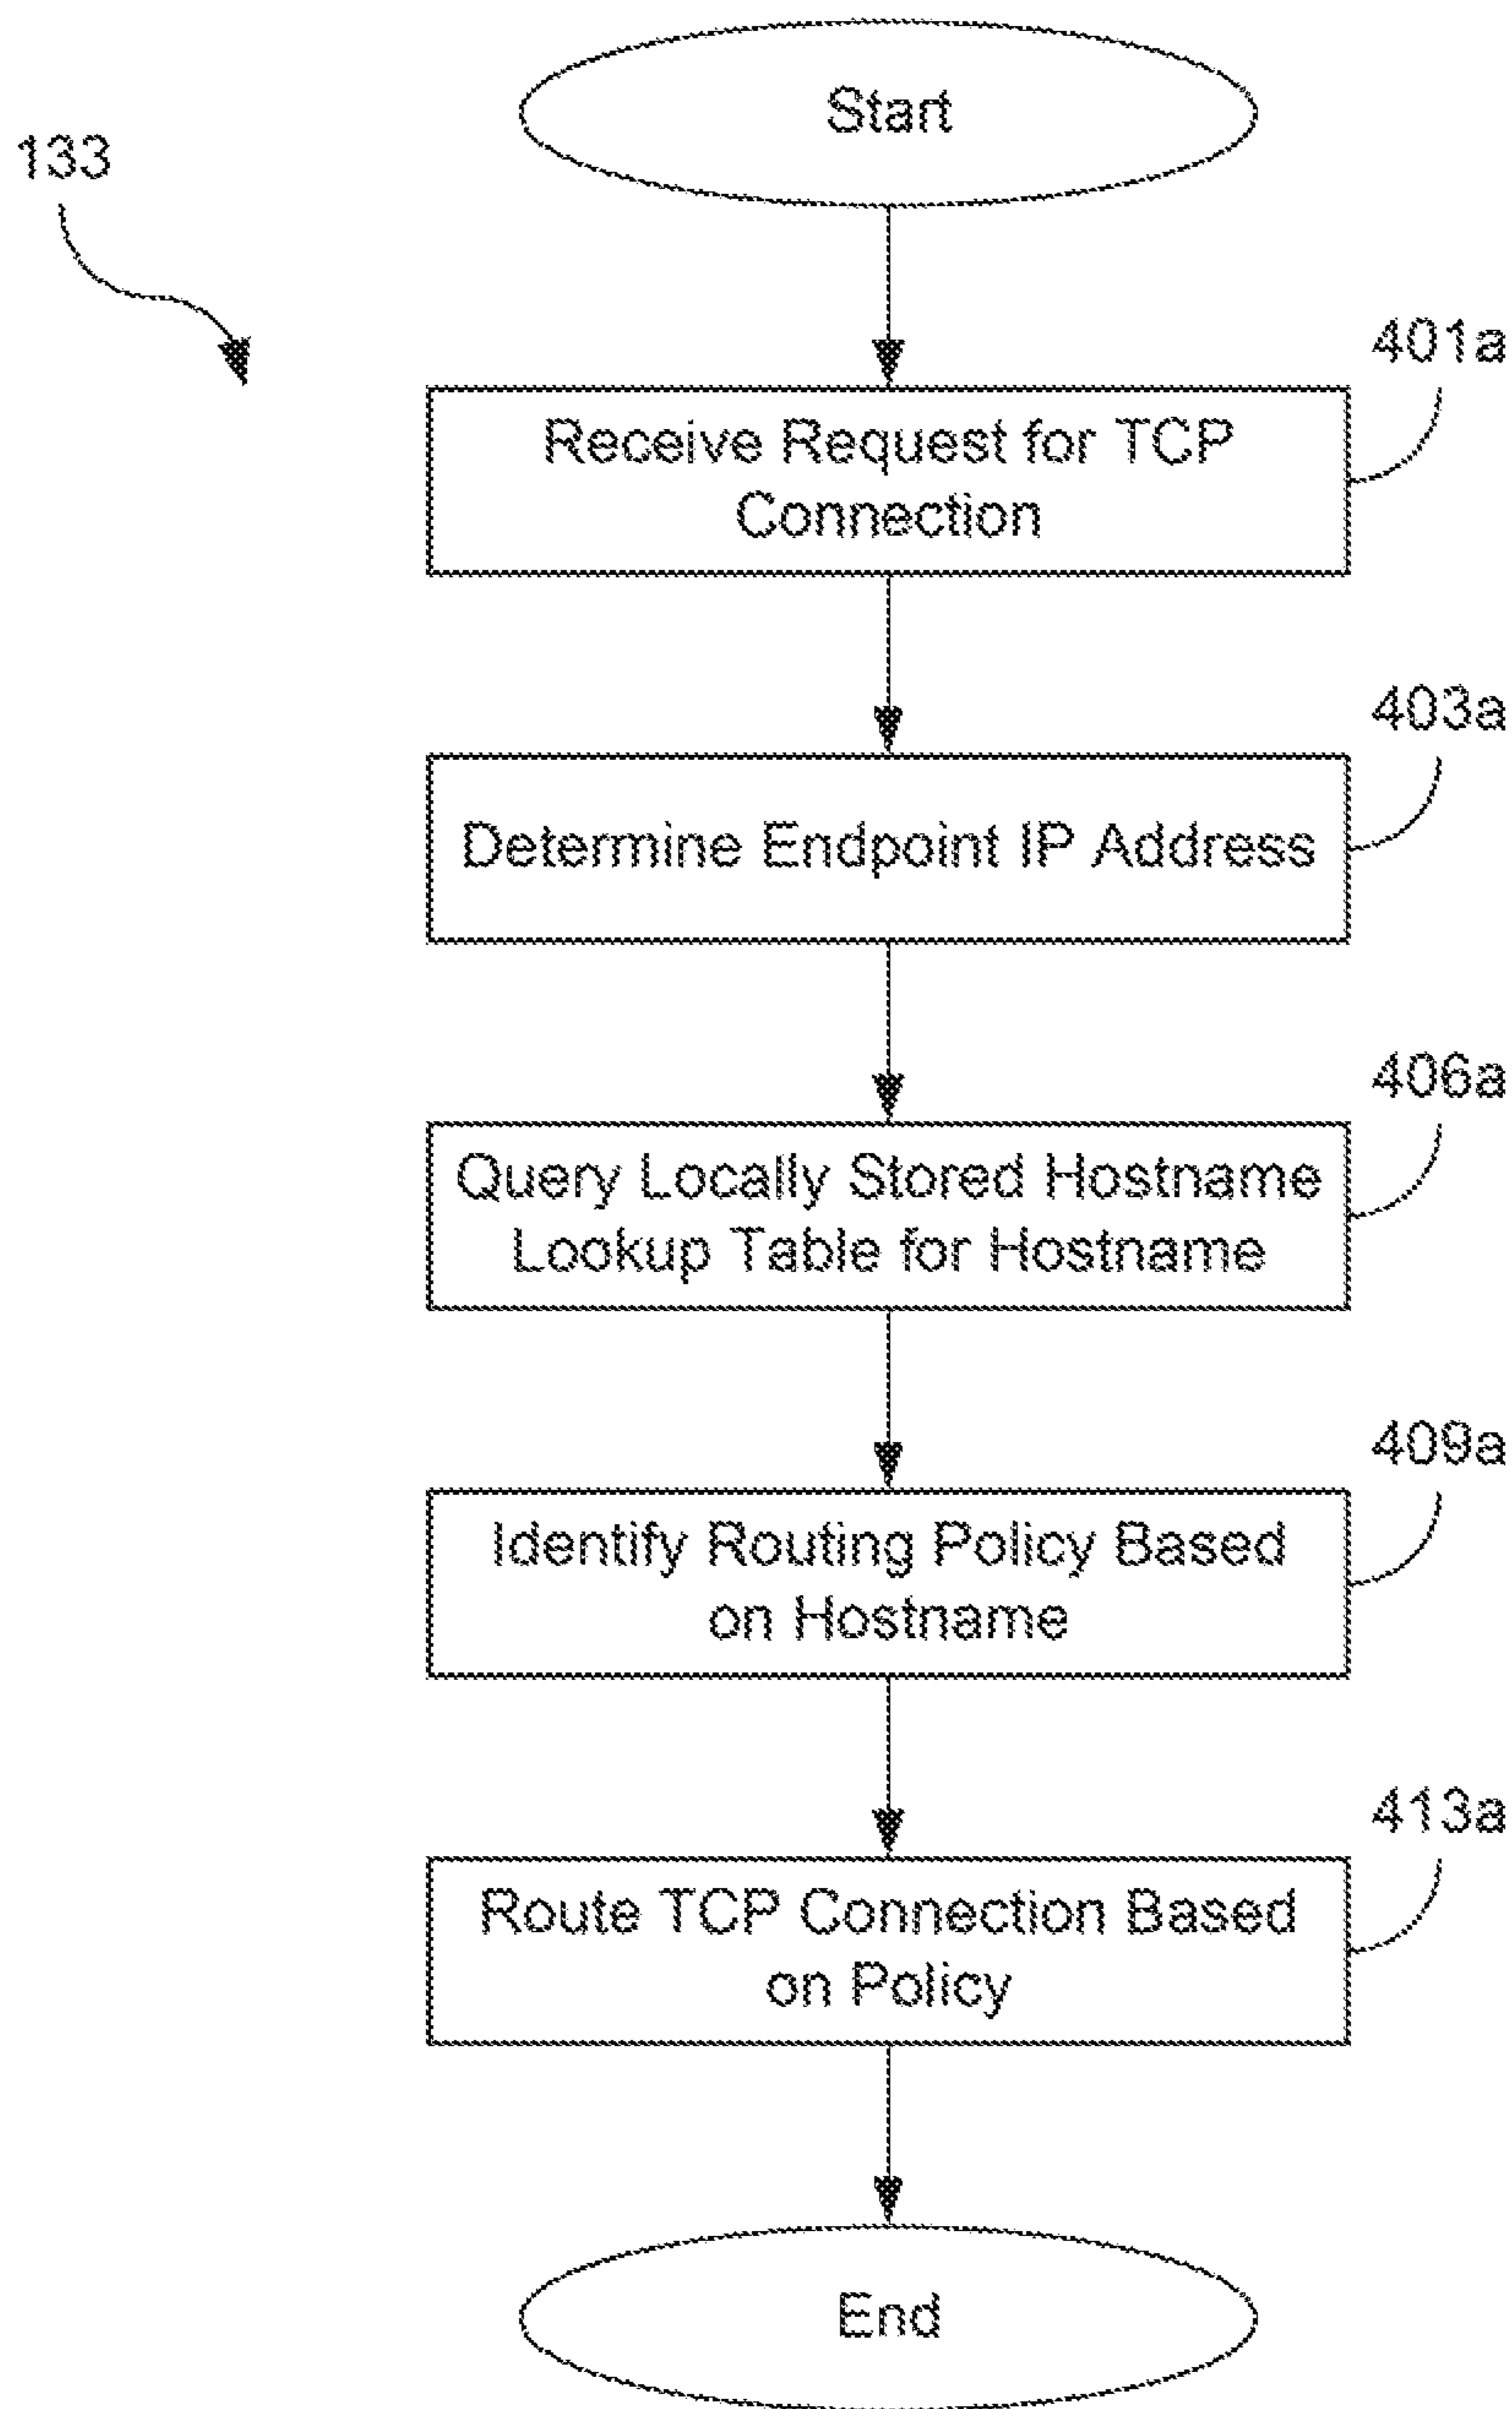 Start
133
401a
Receive Request for TCP
Connection
403a
Determine Endpoint IP Address
406a
Query Locally Stored Hostname
Lookup Table for Hostname
409a
Identify Routing Policy Based
on Hostname
413a
Route TCP Connection Based
on Policy
End